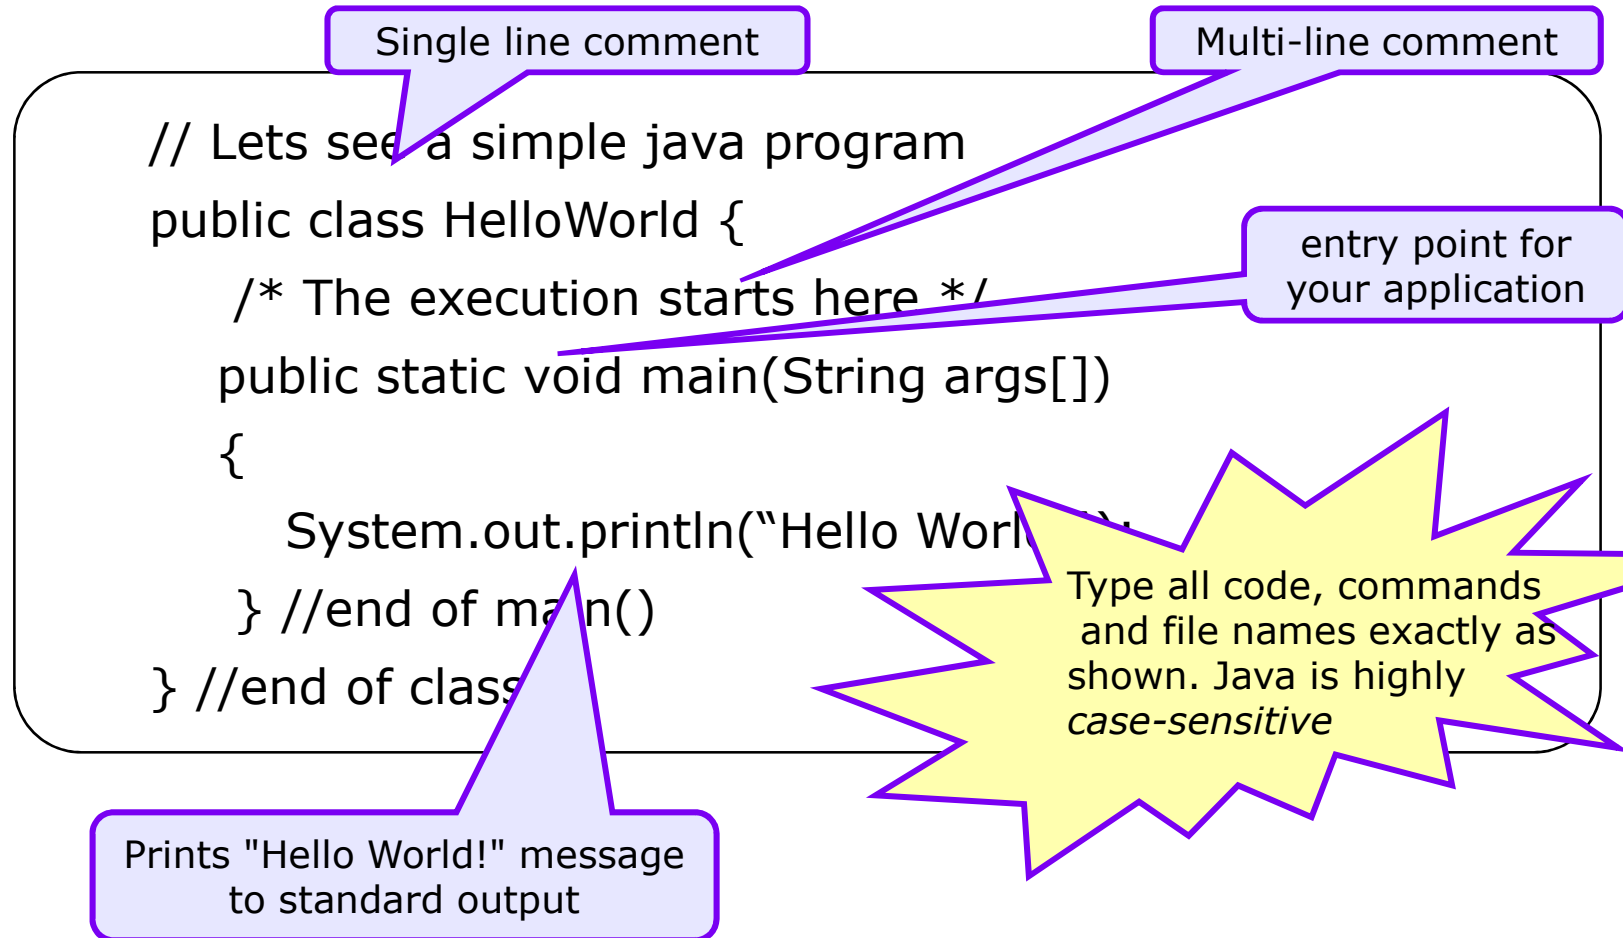 Single line comment
Multi-line comment
// Lets see a simple java program
public class HelloWorld {
/* The execution starts here */
entry point for
your application
public static void main(String args[])
{
System.out.println(“Hello
} //end of main()
} //end of class
Type all code, commands
and file names exactly as
shown. Java is highly
case-sensitive
Prints "Hello World!" message
to standard output